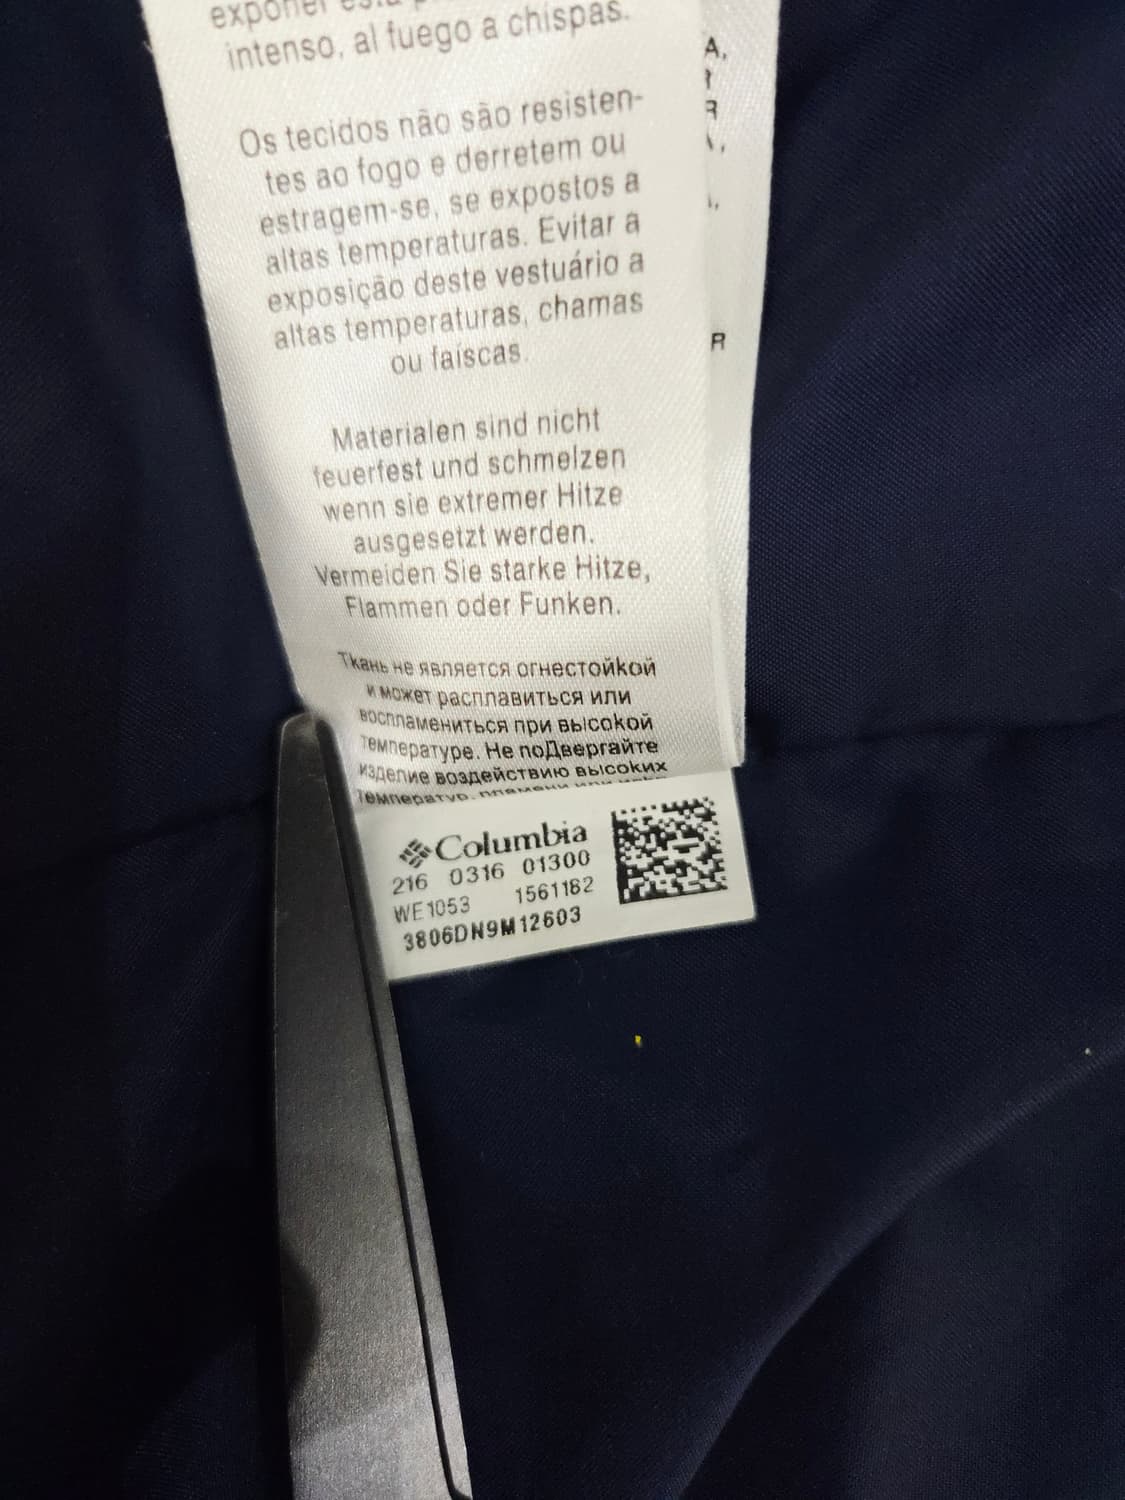 intenso, al fuego a chispas.
Os tecidos não são resisten-
tes ao fogo e derretem ou
estragem-se, se expostos a
altas temperaturas. Evitar a
exposição deste vestuário a
altas temperaturas, chamas
ou faíscas.
Materialen sind nicht
feuerfest und schmelzen
wenn sie extremer Hitze
ausgesetzt werden.
Vermeiden Sie starke Hitze,
Flammen oder Funken.
Ткань не является огнестойкой
и может расплавиться или
воспламениться при высокой
температуре. Не поДвергайте
изделие воздействию высоких
Columbia
216 0316 01300
WE1053 1561182
3806DN9M12603
A,
R
R